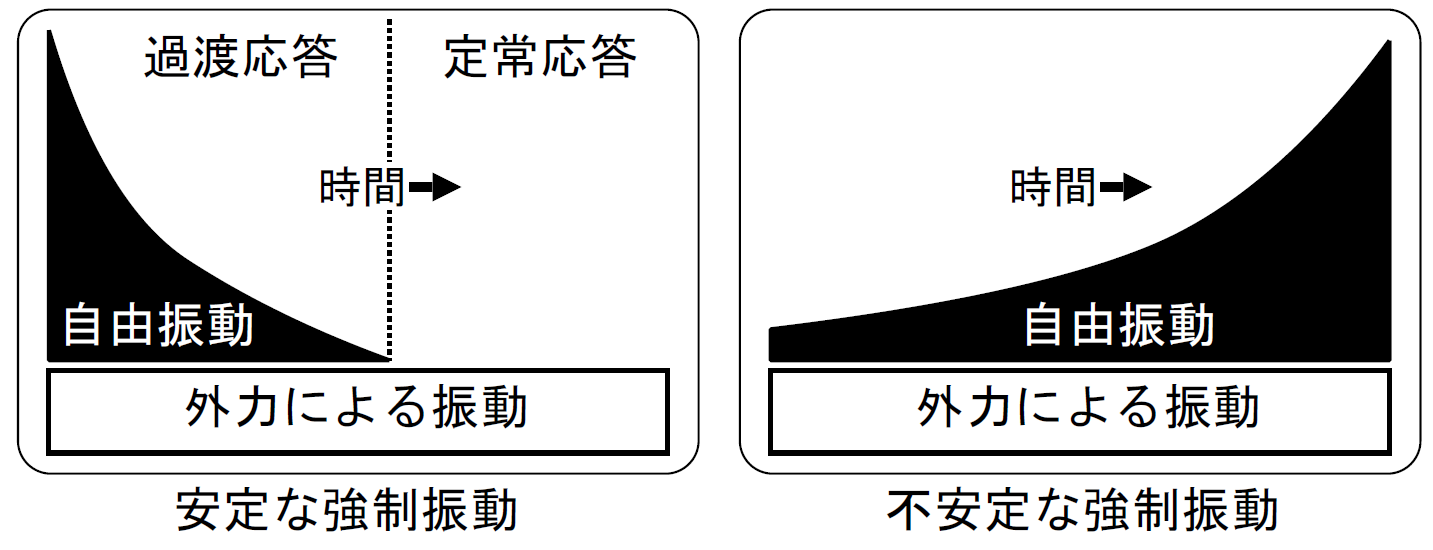 過渡応答
定常応答
時間
自由振動
外力による振動
安定な強制振動
時間
自由振動
外力による振動
不安定な強制振動